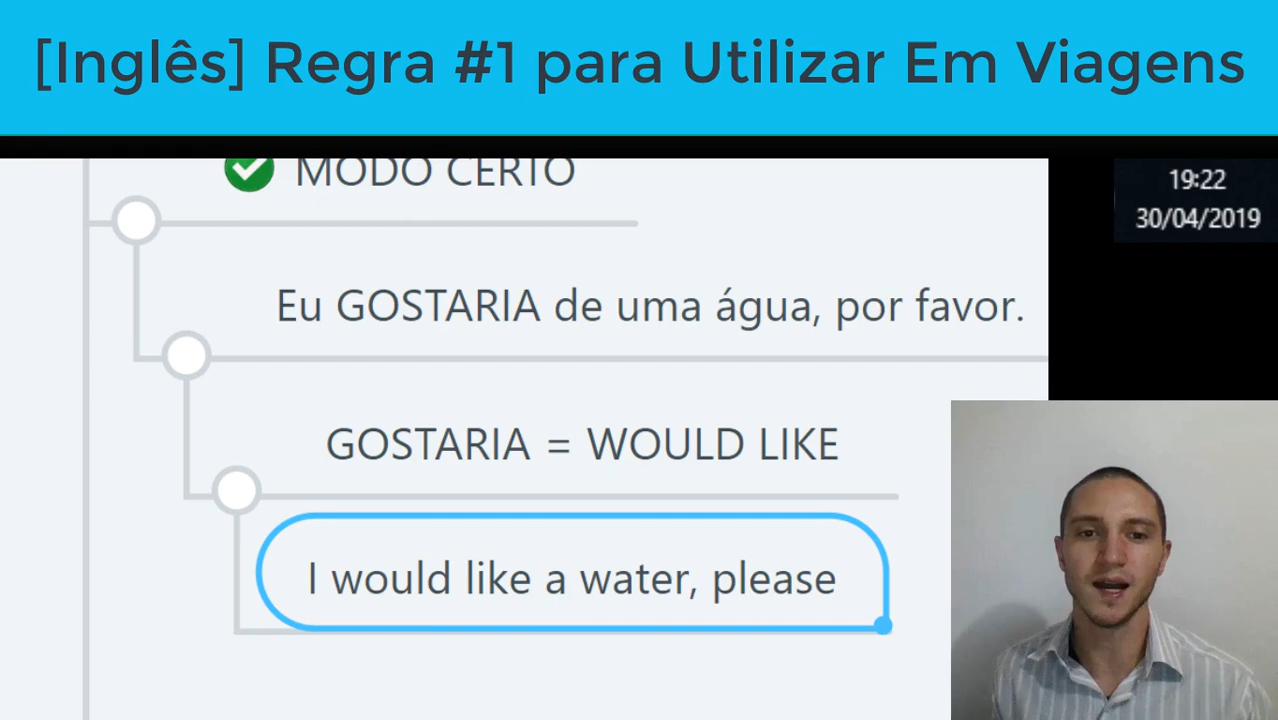 [Inglês] Regra #1 para Utilizar Em Viagens
MODO CERTO
19:22
30/04/2019
Eu GOSTARIA de uma água, por favor.
GOSTARIA = WOULD LIKE
I would like a water, please